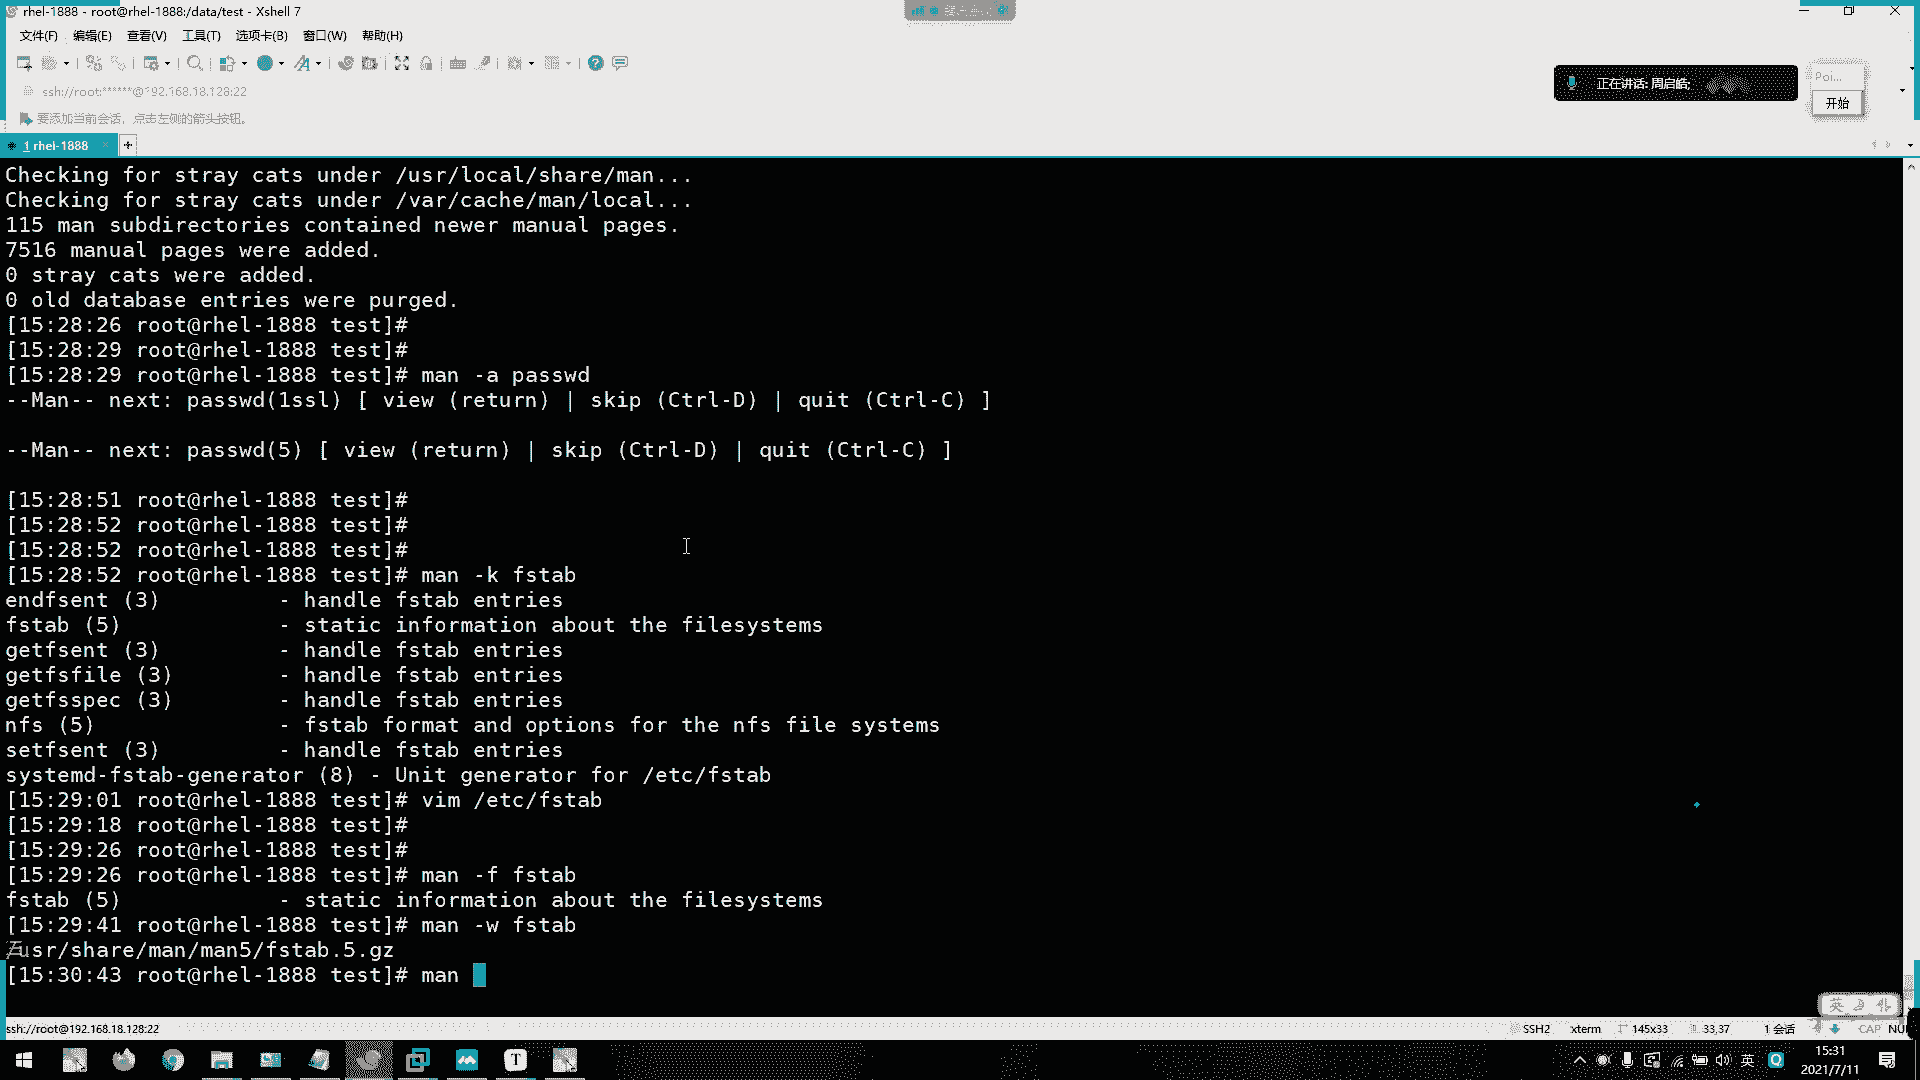 rhel-1888 - root@rhel-1888:/data/test - Xshell 7
文件(F) 编辑(E) 查看(V) 工具(T) 选项卡(B) 窗口(W) 帮助(H)
ssh://root:******@192.168.18.128:22
正在讲话: 周启皓;
Poi...
开始
要添加当前会话，点击左侧的箭头按钮。
1 rhel-1888
Checking for stray cats under /usr/local/share/man...
Checking for stray cats under /var/cache/man/local...
115 man subdirectories contained newer manual pages.
7516 manual pages were added.
0 stray cats were added.
0 old database entries were purged.
[15:28:26 root@rhel-1888 test]#
[15:28:29 root@rhel-1888 test]#
[15:28:29 root@rhel-1888 test]# man -a passwd
--Man-- next: passwd(1ssl) [ view (return) | skip (Ctrl-D) | quit (Ctrl-C) ]
--Man-- next: passwd(5) [ view (return) | skip (Ctrl-D) | quit (Ctrl-C) ]
[15:28:51 root@rhel-1888 test]#
[15:28:52 root@rhel-1888 test]#
[15:28:52 root@rhel-1888 test]#
[15:28:52 root@rhel-1888 test]# man -k fstab
endfsent (3) - handle fstab entries
fstab (5) - static information about the filesystems
getfsent (3) - handle fstab entries
getfsfile (3) - handle fstab entries
getfsspec (3) - handle fstab entries
nfs (5) - fstab format and options for the nfs file systems
setfsent (3) - handle fstab entries
systemd-fstab-generator (8) - Unit generator for /etc/fstab
[15:29:01 root@rhel-1888 test]# vim /etc/fstab
[15:29:18 root@rhel-1888 test]#
[15:29:26 root@rhel-1888 test]#
[15:29:26 root@rhel-1888 test]# man -f fstab
fstab (5) - static information about the filesystems
[15:29:41 root@rhel-1888 test]# man -w fstab
/usr/share/man/man5/fstab.5.gz
[15:30:43 root@rhel-1888 test]# man
英
ssh://root@192.168.18.128:22 SSH2 xterm 145x33 33,37 1 会话 CAP NUM
英 15:31
2021/7/11